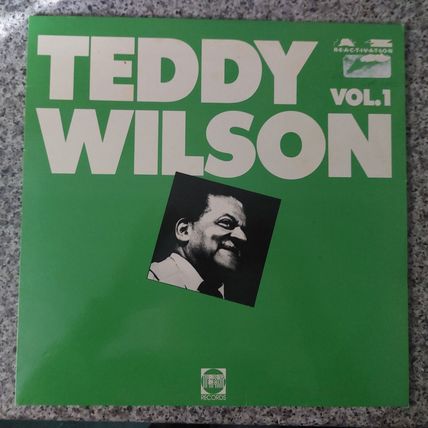 TEDDY
REACTIVATION
VOL.1
WILSON
RECORDS